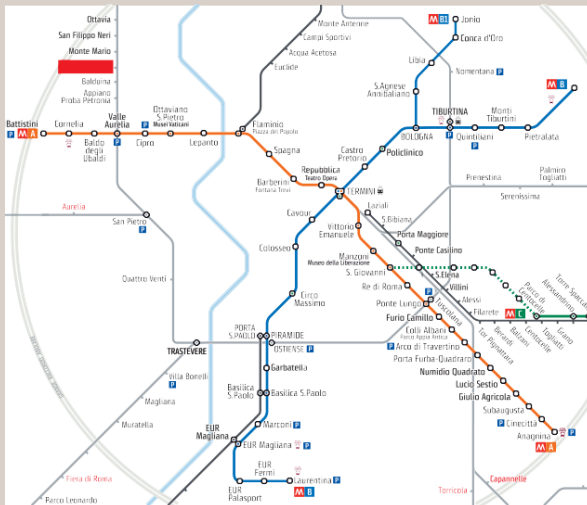 Ottavia
San Filippo Neri
Monte Mario
Balduina
Appiano
Proba Petronia
Battistini
P M A
Cornelia
Baldo
degli
Ubaldi
Valle
Aurelia
P
Cipro
P
Ottaviano
S.Pietro
Musei Vaticani
Lepanto
Flaminio
Piazza del Popolo
Monte Antenne
Campi Sportivi
Acqua Acetosa
Euclide
Spagna
Barberini
Fontana Trevi
Repubblica
Teatro Opera
TERMINI
Castro
Pretorio
Policlinico
BOLOGNA
S.Agnese
Annibaliano
Libia
Conca d'Oro
Jonio
M B1
Nomentana P
TIBURTINA
P
Quintiliani P
Monti
Tiburtini
Pietralata
M B
P
Prenestina
Serenissima
Palmiro
Togliatti
Aurelia
San Pietro
P
Quattro Venti
Cavour
Colosseo
Circo
Massimo
Vittorio
Emanuele
Laziali
S.Bibiana
Porta Maggiore
Ponte Casilino
S.Elena
Villini
Alessi
Filarete
Tor Pignattara
Berardi
Balzani
Centocelle
Togliatti
Grano
Alessandrino
Torre Spaccata
Parco di
Centocelle
M C
Manzoni
Museo della Liberazione
S. Giovanni
Re di Roma
Ponte Lungo
P
Tuscolana
Furio Camillo
Colli Albani
Parco Appia Antica
P Arco di Travertino
Porta Furba-Quadraro
Numidio Quadrato
Lucio Sestio
Giulio Agricola
Subaugusta
P Cinecittà
Anagnina
P
M A
PORTA
S.PAOLO
PIRAMIDE
OSTIENSE P
TRASTEVERE
Villa Bonelli
P
Magliana
Muratella
Fiera di Roma
Parco Leonardo
Garbatella
Basilica
S.Paolo
Basilica S.Paolo
Marconi P
EUR
Magliana
EUR Magliana P
EUR
Palasport
EUR
Fermi
Laurentina P
M B
Torricola
Capannelle